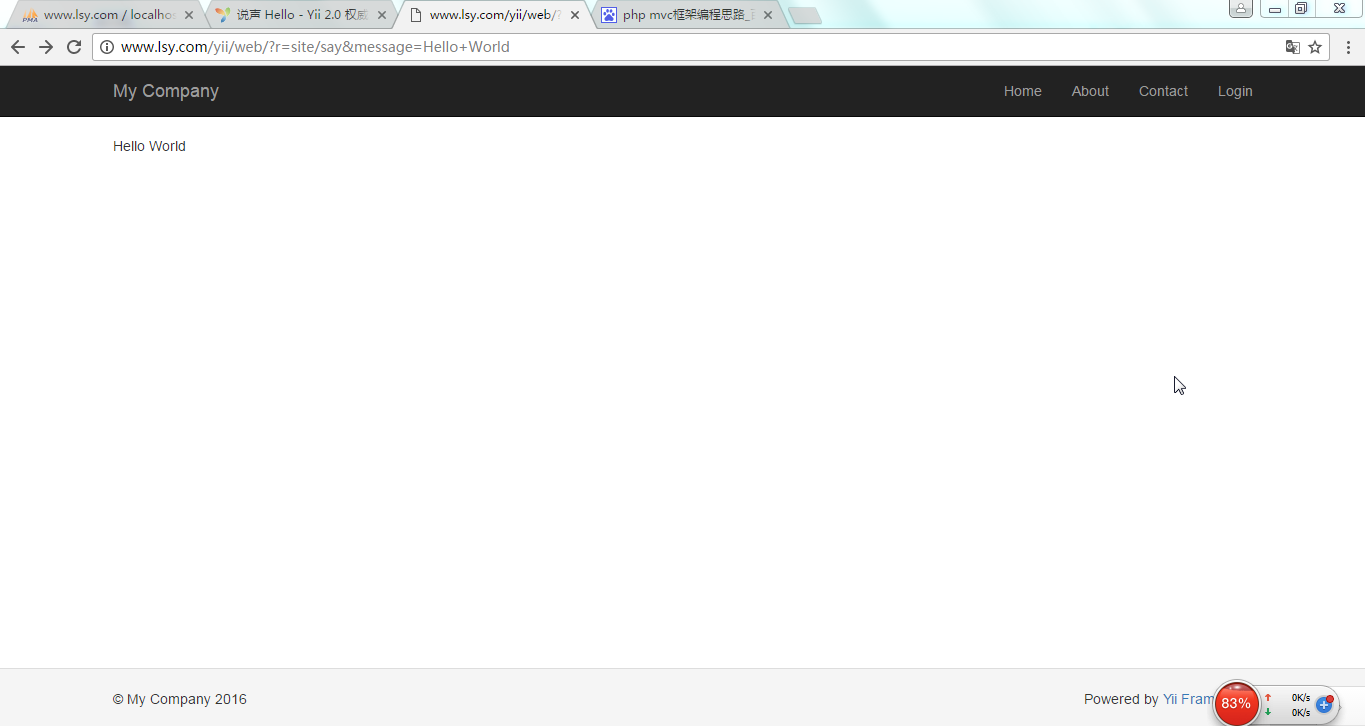 www.lsy.com / localhos
说声 Hello - Yii 2.0 权威
www.lsy.com/yii/web/?
php mvc框架编程思路_
www.lsy.com/yii/web/?r=site/say&message=Hello+World
My Company
Home
About
Contact
Login
Hello World
© My Company 2016
Powered by Yii Fram
83%
0K/s
0K/s